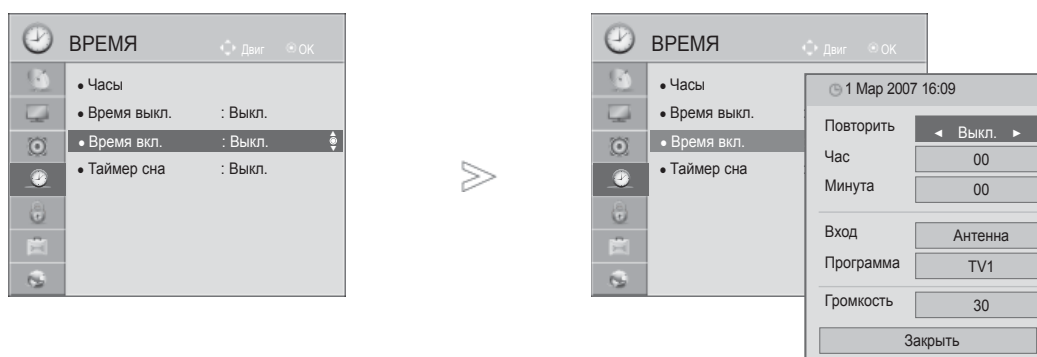 ВРЕМЯ Двиг OK
• Часы
• Время выкл. : Выкл.
• Время вкл. : Выкл.
• Таймер сна : Выкл.
ВРЕМЯ Двиг OK
• Часы
• Время выкл. :
• Время вкл.
• Таймер сна :
1 Мар 2007 16:09
Повторить ◄ Выкл. ►
Час 00
Минута 00
Вход Антенна
Программа TV1
Громкость 30
Закрыть